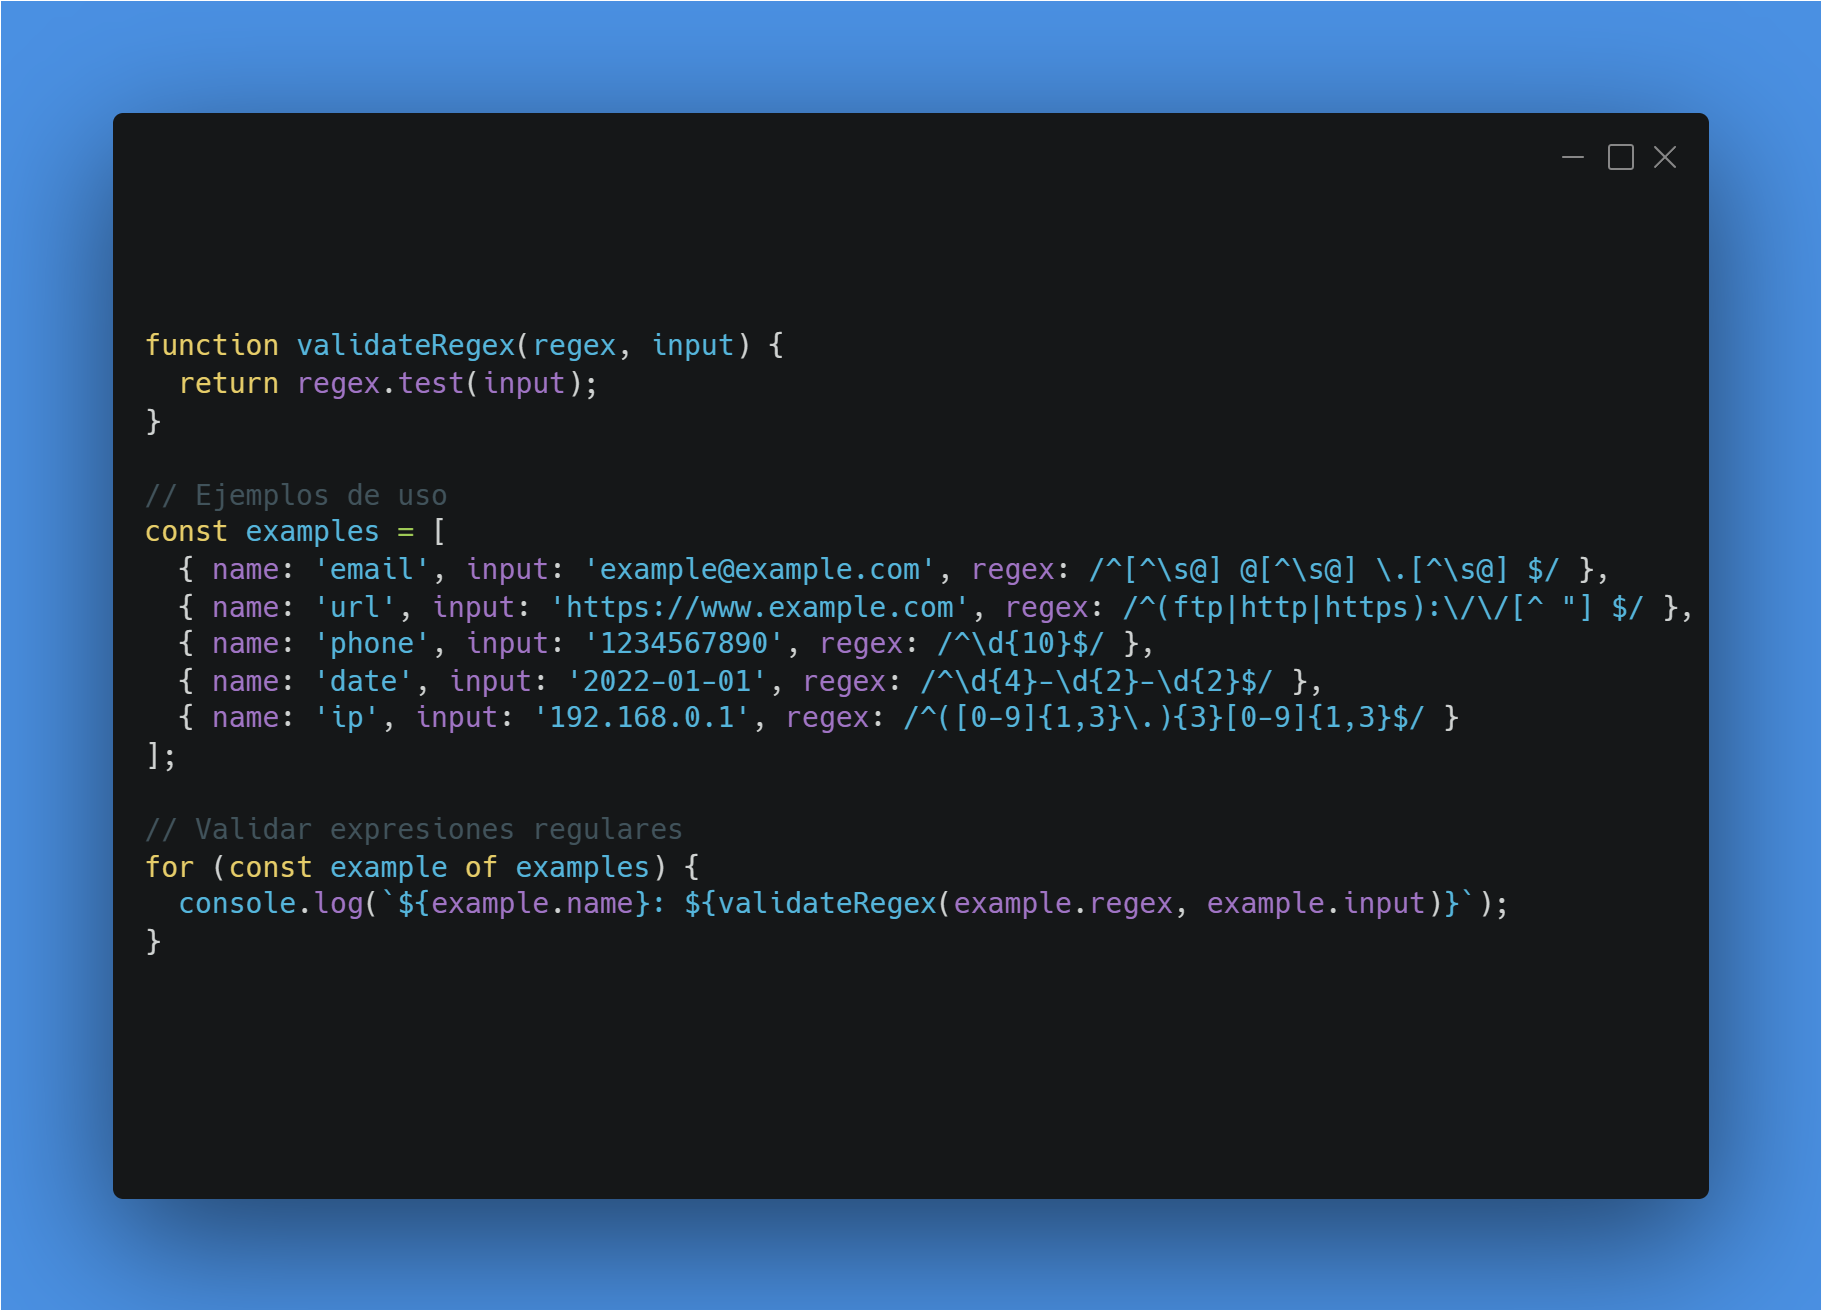 function validateRegex(regex, input) {
  return regex.test(input);
}
// Ejemplos de uso
const examples = [
  { name: 'email', input: 'example@example.com', regex: /^[^\s@] @[^\s@] \.[^\s@] $/ },
  { name: 'url', input: 'https://www.example.com', regex: /^(ftp|http|https):\/\/[^ "] $/ },
  { name: 'phone', input: '1234567890', regex: /^\d{10}$/ },
  { name: 'date', input: '2022-01-01', regex: /^\d{4}-\d{2}-\d{2}$/ },
  { name: 'ip', input: '192.168.0.1', regex: /^([0-9]{1,3}\.){3}[0-9]{1,3}$/ }
];
// Validar expresiones regulares
for (const example of examples) {
  console.log(`${example.name}: ${validateRegex(example.regex, example.input)}`);
}